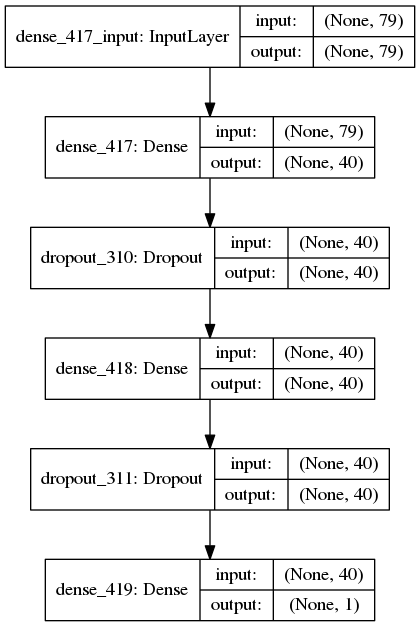 dense_417_input: InputLayer
input: (None, 79)
output: (None, 79)
dense_417: Dense
input: (None, 79)
output: (None, 40)
dropout_310: Dropout
input: (None, 40)
output: (None, 40)
dense_418: Dense
input: (None, 40)
output: (None, 40)
dropout_311: Dropout
input: (None, 40)
output: (None, 40)
dense_419: Dense
input: (None, 40)
output: (None, 1)